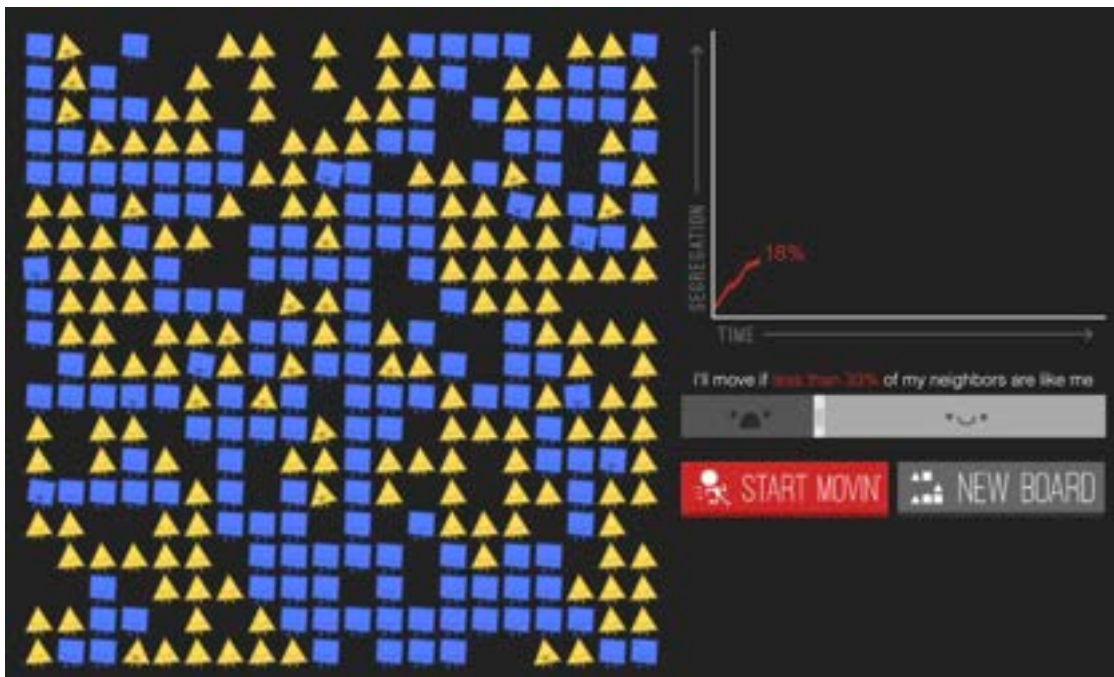 18%
SEGREGATION
TIME
I'll move if less than 33% of my neighbors are like me
START MOVIN'
NEW BOARD